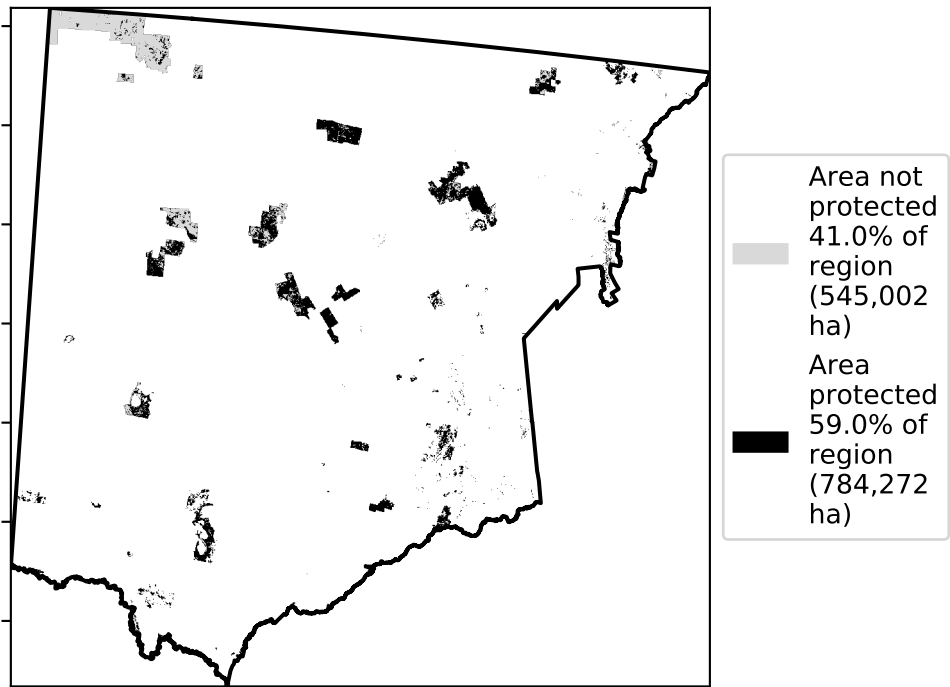 Area not
protected
41.0% of
region
(545,002
ha)
Area
protected
59.0% of
region
(784,272
ha)